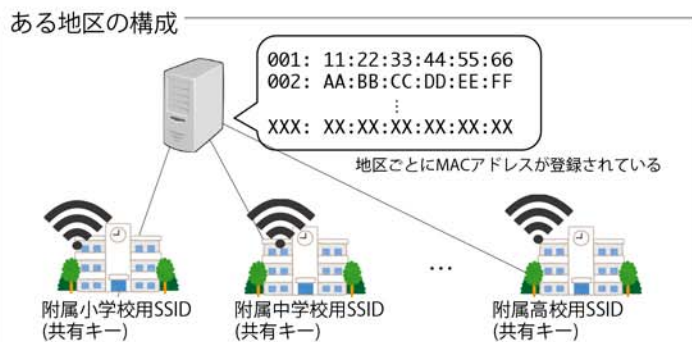 ある地区の構成
001: 11:22:33:44:55:66
002: AA:BB:CC:DD:EE:FF
⋮
XXX: XX:XX:XX:XX:XX:XX
地区ごとにMACアドレスが登録されている
…
附属小学校用SSID
(共有キー)
附属中学校用SSID
(共有キー)
附属高校用SSID
(共有キー)